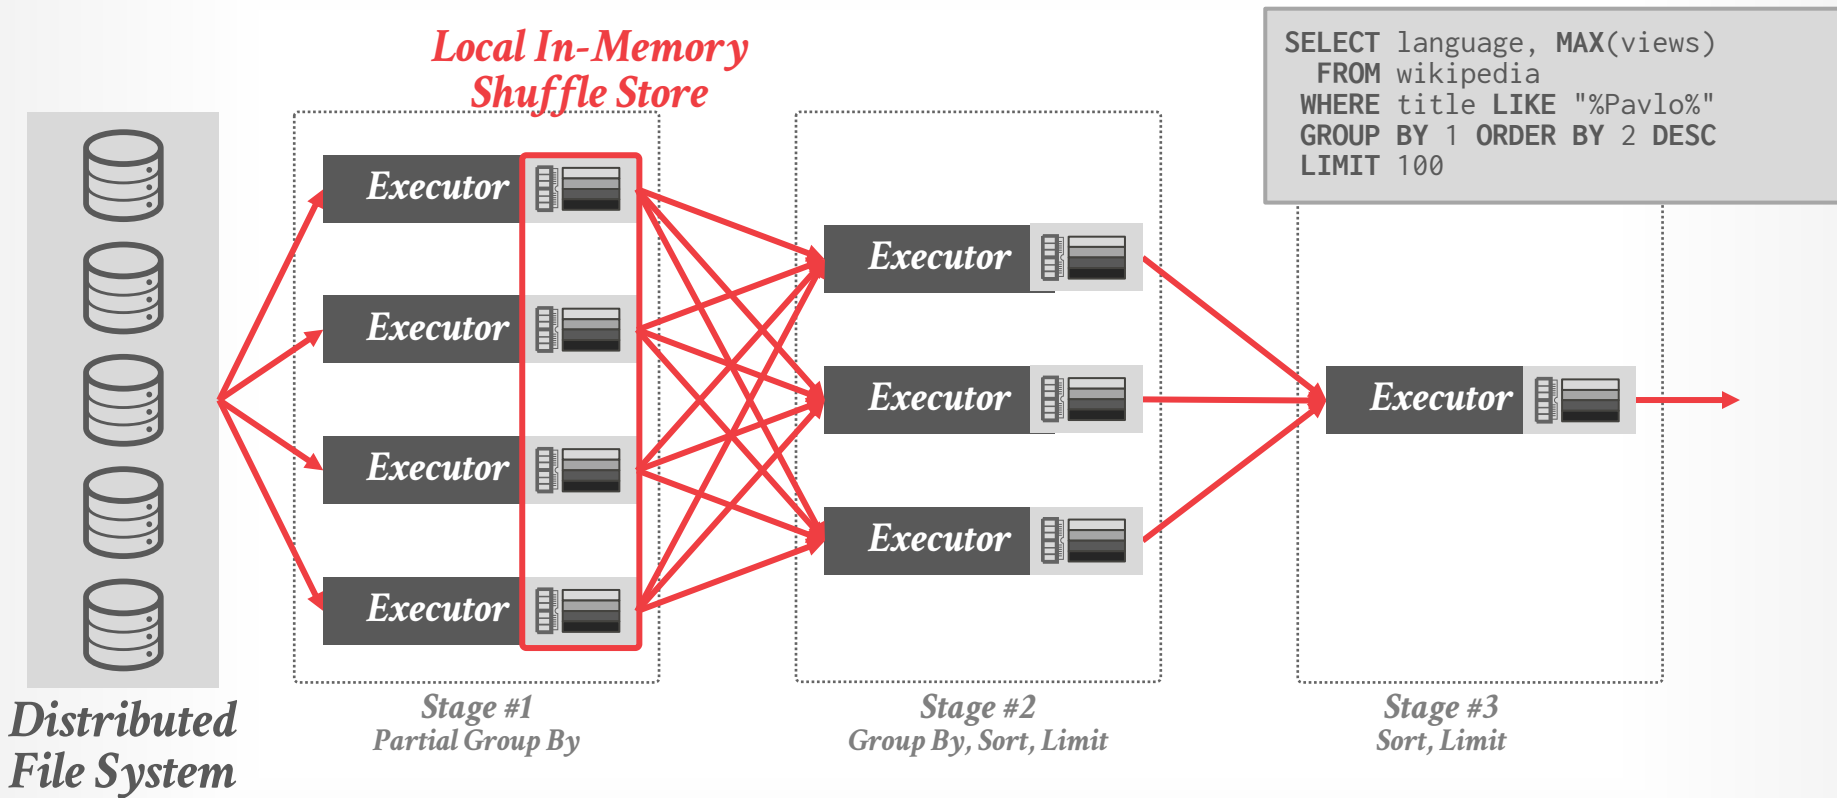 Local In-Memory
Shuffle Store
SELECT language, MAX(views)
FROM wikipedia
WHERE title LIKE "%Pavlo%"
GROUP BY 1 ORDER BY 2 DESC
LIMIT 100
Executor
Executor
Executor
Executor
Executor
Executor
Executor
Executor
Distributed
File System
Stage #1
Partial Group By
Stage #2
Group By, Sort, Limit
Stage #3
Sort, Limit